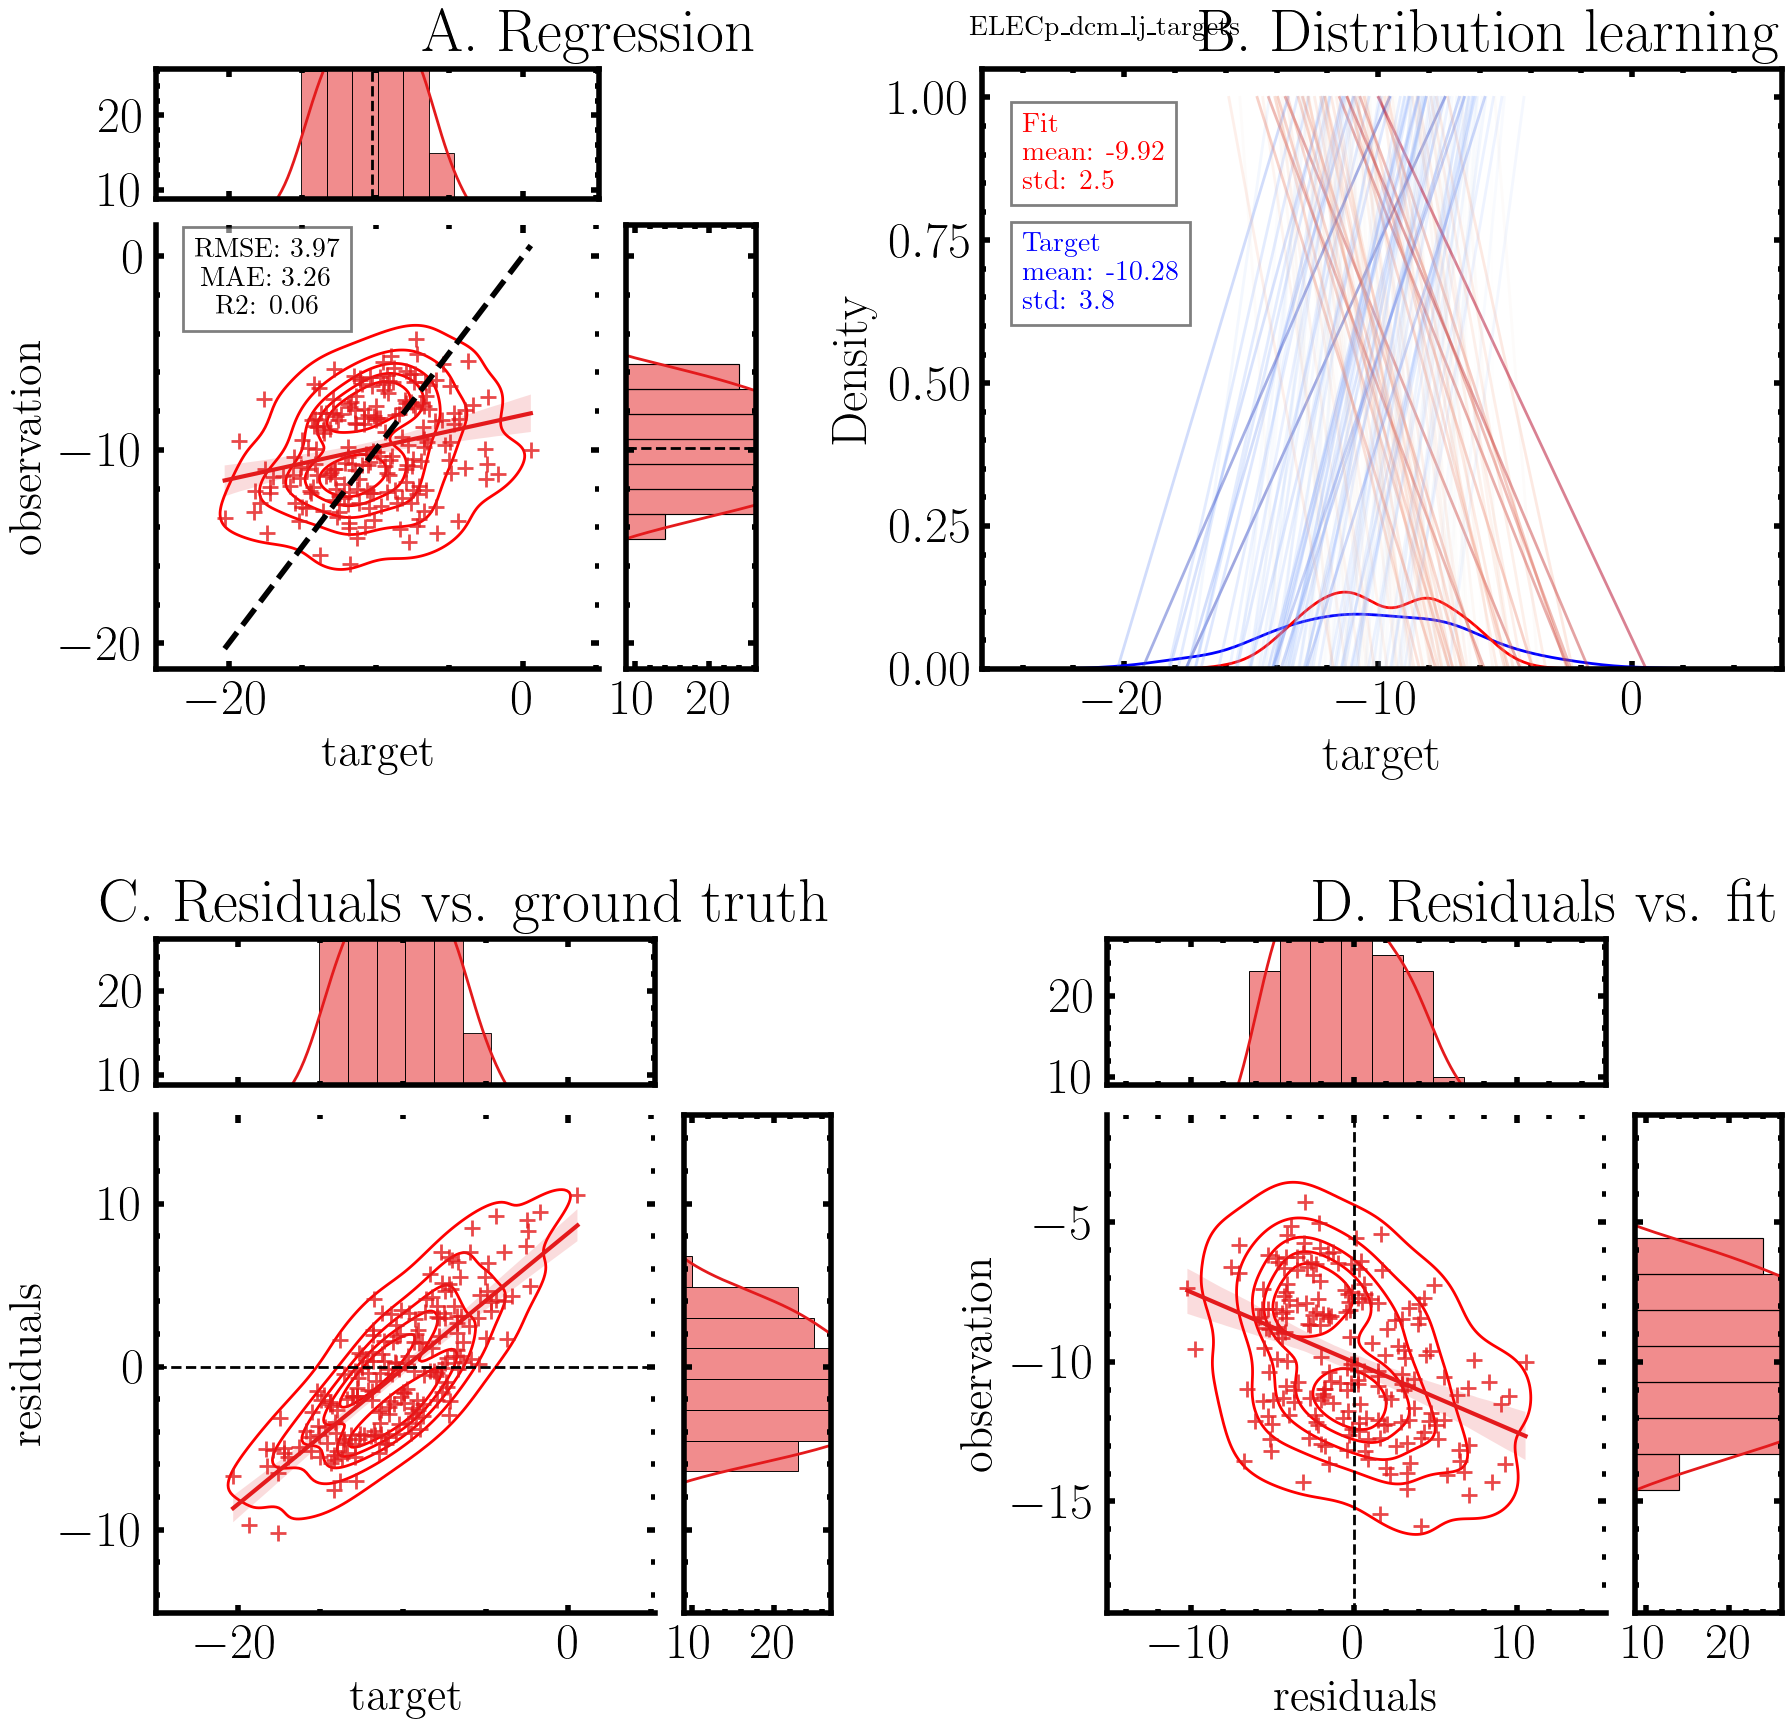 A. Regression
20
10
0
−10
−20
observation
RMSE: 3.97
MAE: 3.26
R2: 0.06
−20
0
10
20
target
ELECp_dcm_lj_targets
B. Distribution learning
1.00
0.75
0.50
0.25
0.00
Density
Fit
mean: -9.92
std: 2.5
Target
mean: -10.28
std: 3.8
−20
−10
0
target
C. Residuals vs. ground truth
20
10
10
0
−10
residuals
−20
0
10
20
target
D. Residuals vs. fit
20
10
−5
−10
−15
observation
−10
0
10
10
20
residuals